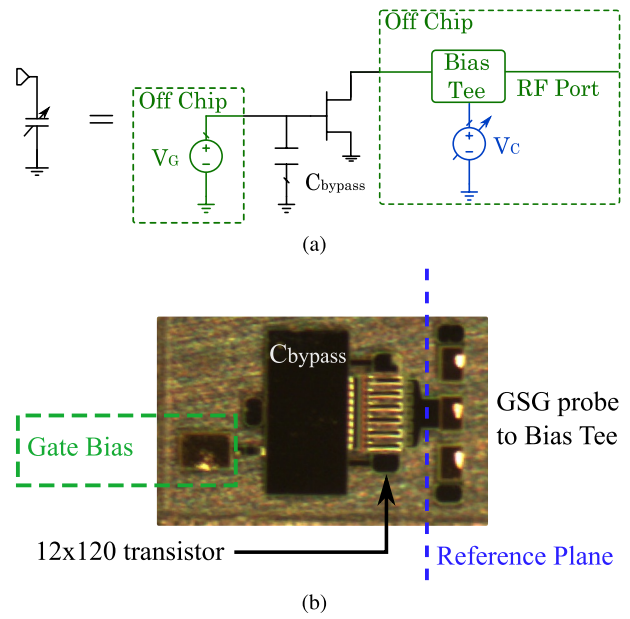 Off Chip
Bias
Tee
Off Chip
RF Port
=
+
VG
−
+
VC
−
Cbypass
(a)
Cbypass
GSG probe
to Bias Tee
Gate Bias
12x120 transistor
Reference Plane
(b)